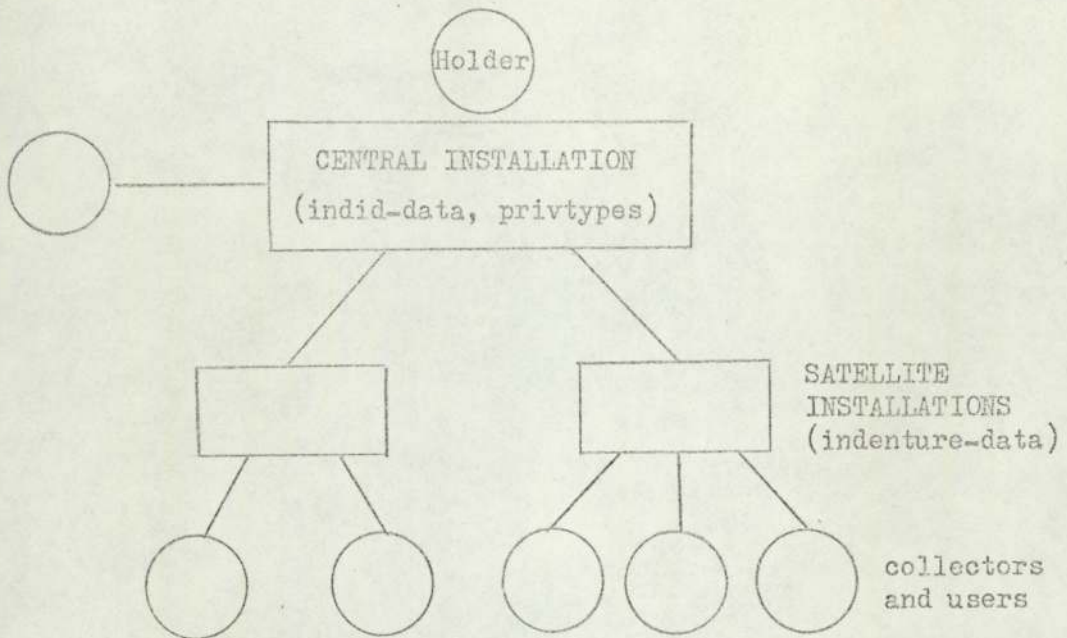 Holder
CENTRAL INSTALLATION
(indid-data, privtypes)
SATELLITE
INSTALLATIONS
(indenture-data)
collectors
and users